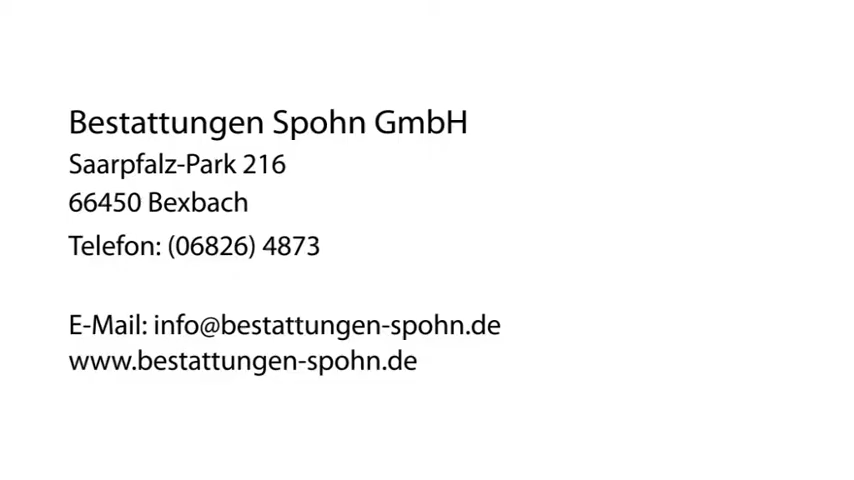 Bestattungen Spohn GmbH
Saarpfalz-Park 216
66450 Bexbach
Telefon: (06826) 4873
E-Mail: info@bestattungen-spohn.de
www.bestattungen-spohn.de